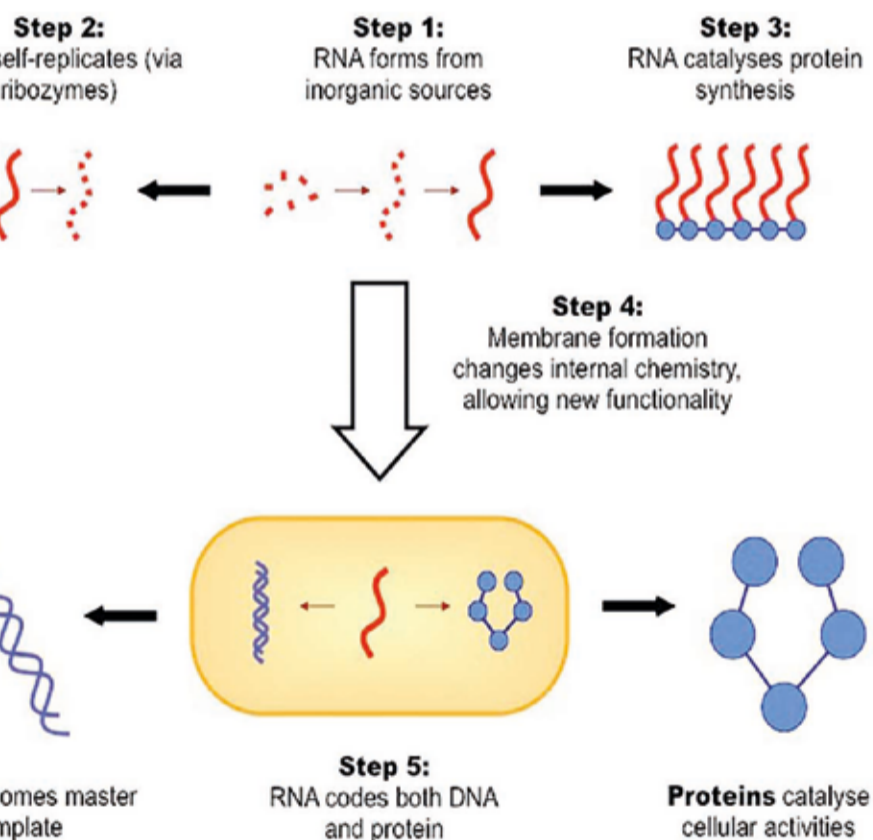 Step 2:
self-replicates (via
ribozymes)
Step 1:
RNA forms from
inorganic sources
Step 3:
RNA catalyses protein
synthesis
Step 4:
Membrane formation
changes internal chemistry,
allowing new functionality
Step 5:
RNA codes both DNA
and protein
omes master
mplate
Proteins catalyse
cellular activities